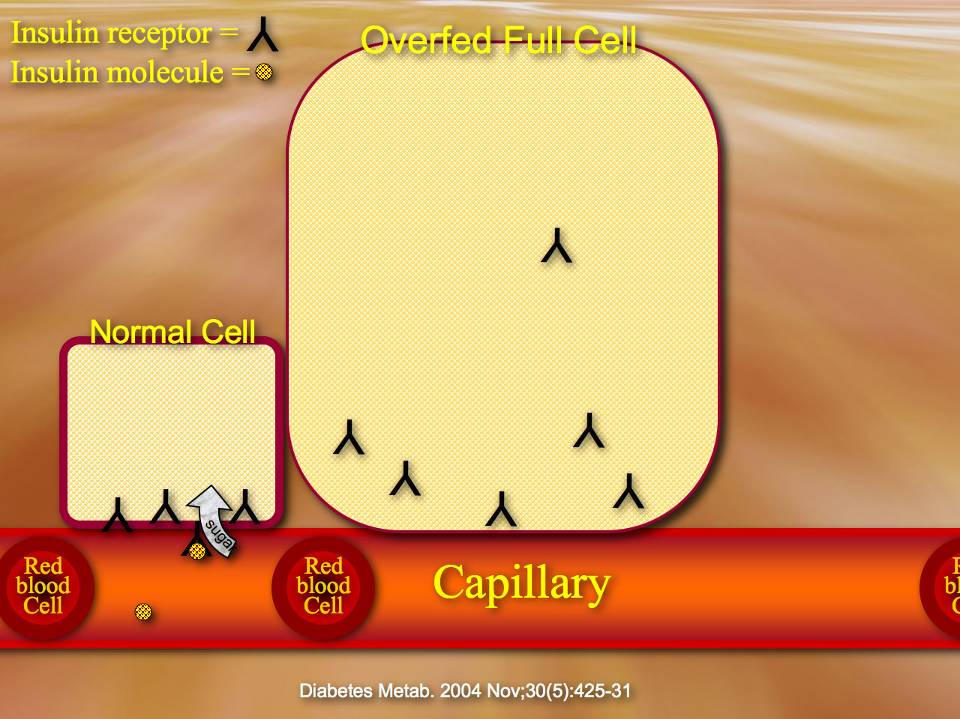 Insulin receptor =
Insulin molecule =
Overfed Full Cell
Normal Cell
sugar
Red
blood
Cell
Red
blood
Cell
Capillary
Diabetes Metab. 2004 Nov;30(5):425-31